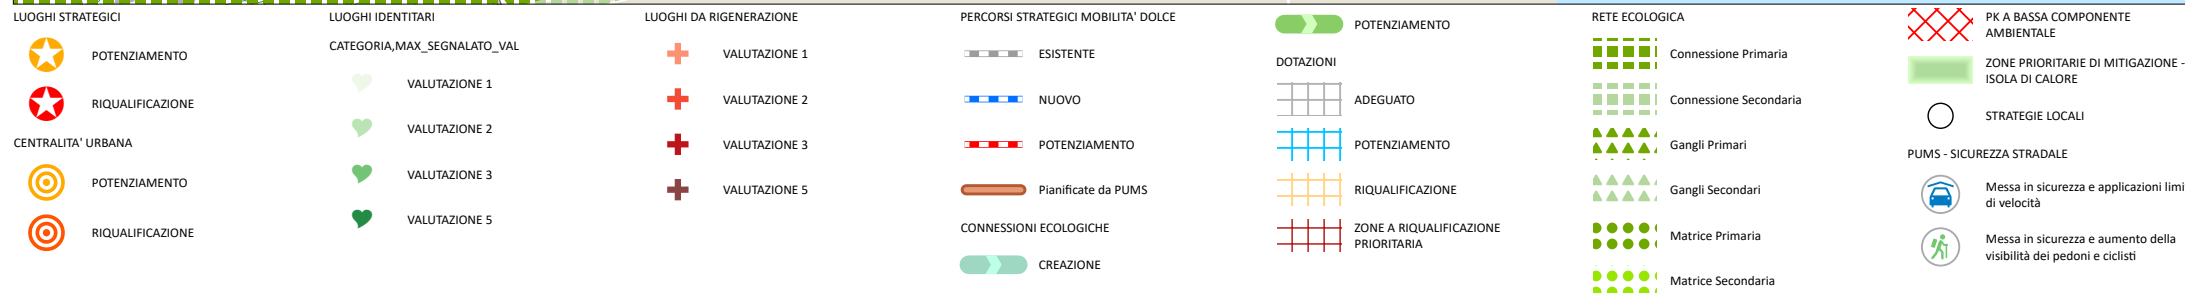 LUOGHI STRATEGICI
POTENZIAMENTO
RIQUALIFICAZIONE
CENTRALITA' URBANA
POTENZIAMENTO
RIQUALIFICAZIONE
LUOGHI IDENTITARI
CATEGORIA,MAX_SEGNALATO_VAL
VALUTAZIONE 1
VALUTAZIONE 2
VALUTAZIONE 3
VALUTAZIONE 5
LUOGHI DA RIGENERAZIONE
VALUTAZIONE 1
VALUTAZIONE 2
VALUTAZIONE 3
VALUTAZIONE 5
PERCORSI STRATEGICI MOBILITA' DOLCE
ESISTENTE
NUOVO
POTENZIAMENTO
Pianificate da PUMS
CONNESSIONI ECOLOGICHE
CREAZIONE
POTENZIAMENTO
DOTAZIONI
ADEGUATO
POTENZIAMENTO
RIQUALIFICAZIONE
ZONE A RIQUALIFICAZIONE
PRIORITARIA
RETE ECOLOGICA
Connessione Primaria
Connessione Secondaria
Gangli Primari
Gangli Secondari
Matrice Primaria
Matrice Secondaria
PK A BASSA COMPONENTE
AMBIENTALE
ZONE PRIORITARIE DI MITIGAZIONE -
ISOLA DI CALORE
STRATEGIE LOCALI
PUMS - SICUREZZA STRADALE
Messa in sicurezza e applicazioni limi
di velocità
Messa in sicurezza e aumento della
visibilità dei pedoni e ciclisti